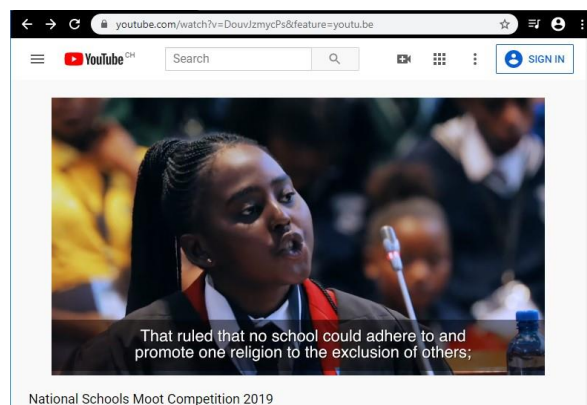 youtube.com/watch?v=DouvJzmycPs&feature=youtu.be
YouTube CH
Search
SIGN IN
That ruled that no school could adhere to and
promote one religion to the exclusion of others;
National Schools Moot Competition 2019